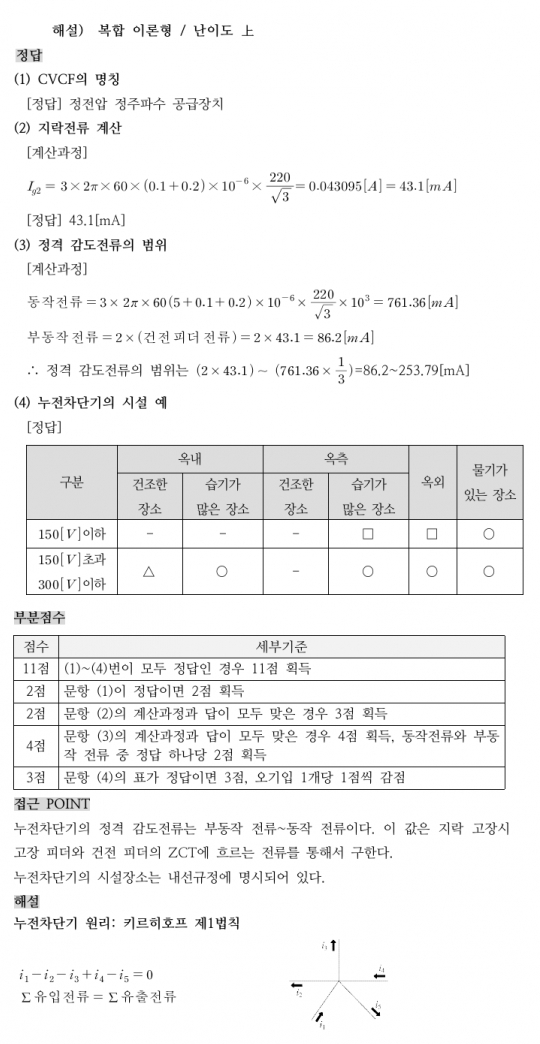 해설) 복합 이론형 / 난이도 上
정답
(1) CVCF의 명칭
[정답] 정전압 정주파수 공급장치
(2) 지락전류 계산
[계산과정]
I_{g2} = 3×2π×60×(0.1+0.2)×10^{-6}×\frac{220}{\sqrt{3}} = 0.043095[A] = 43.1[mA]
[정답] 43.1[mA]
(3) 정격 감도전류의 범위
[계산과정]
동작전류 = 3×2π×60(5+0.1+0.2)×10^{-6}×\frac{220}{\sqrt{3}}×10^{3} = 761.36[mA]
부동작전류 = 2×(건전피더전류) = 2×43.1 = 86.2[mA]
∴ 정격 감도전류의 범위는 (2×43.1) ~ (761.36×\frac{1}{3})=86.2~253.79[mA]
(4) 누전차단기의 시설 예
[정답]
구분 옥내 옥측 옥외 물기가 있는 장소
건조한 장소 습기가 많은 장소 건조한 장소 습기가 많은 장소
150[V]이하 - - - □ □ ○
150[V]초과 300[V]이하 △ ○ - ○ ○ ○
부분점수
점수 세부기준
11점 (1)~(4)번이 모두 정답인 경우 11점 획득
2점 문항 (1)이 정답이면 2점 획득
2점 문항 (2)의 계산과정과 답이 모두 맞은 경우 3점 획득
4점 문항 (3)의 계산과정과 답이 모두 맞은 경우 4점 획득, 동작전류와 부동
작 전류 중 정답 하나당 2점 획득
3점 문항 (4)의 표가 정답이면 3점, 오기입 1개당 1점씩 감점
접근 POINT
누전차단기의 정격 감도전류는 부동작 전류~동작 전류이다. 이 값은 지락 고장시
고장 피더와 건전 피더의 ZCT에 흐르는 전류를 통해서 구한다.
누전차단기의 시설장소는 내선규정에 명시되어 있다.
해설
누전차단기 원리: 키르히호프 제1법칙
i_1 - i_2 - i_3 + i_4 - i_5 = 0
Σ유입전류 = Σ유출전류
i_3
i_4
i_2
i_5
i_1